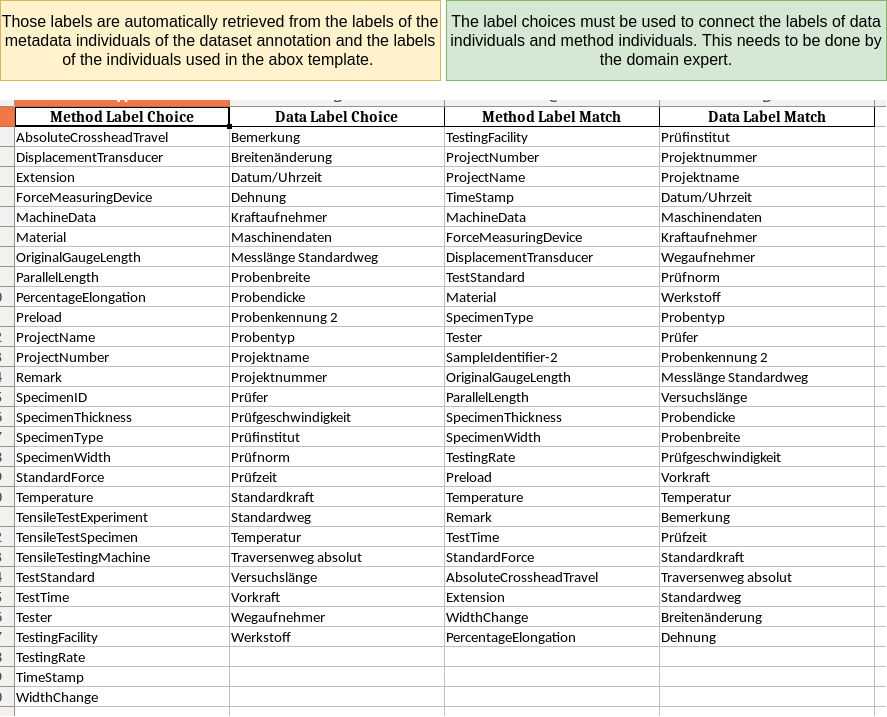 Those labels are automatically retrieved from the labels of the
metadata individuals of the dataset annotation and the labels
of the individuals used in the abox template.
The label choices must be used to connect the labels of data
individuals and method individuals. This needs to be done by
the domain expert.
Method Label Choice Data Label Choice Method Label Match Data Label Match
AbsoluteCrossheadTravel Bemerkung TestingFacility Prüfinstitut
DisplacementTransducer Breitenänderung ProjectNumber Projektnummer
Extension Datum/Uhrzeit ProjectName Projektname
ForceMeasuringDevice Dehnung TimeStamp Datum/Uhrzeit
MachineData Kraftaufnehmer MachineData Maschinendaten
Material Maschinendaten ForceMeasuringDevice Kraftaufnehmer
OriginalGaugeLength Messlänge Standardweg DisplacementTransducer Wegaufnehmer
ParallelLength Probenbreite TestStandard Prüfnorm
PercentageElongation Probendicke Material Werkstoff
Preload Probenkennung 2 SpecimenType Probentyp
ProjectName Probentyp Tester Prüfer
ProjectNumber Projektname SampleIdentifier-2 Probenkennung 2
Remark Projektnummer OriginalGaugeLength Messlänge Standardweg
SpecimenID Prüfer ParallelLength Versuchslänge
SpecimenThickness Prüfgeschwindigkeit SpecimenThickness Probendicke
SpecimenType Prüfinstitut SpecimenWidth Probenbreite
SpecimenWidth Prüfnorm TestingRate Prüfgeschwindigkeit
StandardForce Prüfzeit Preload Vorkraft
Temperature Standardkraft Temperature Temperatur
TensileTestExperiment Standardweg Remark Bemerkung
TensileTestSpecimen Temperatur TestTime Prüfzeit
TensileTestingMachine Traversenweg absolut StandardForce Standardkraft
TestStandard Versuchslänge AbsoluteCrossheadTravel Traversenweg absolut
TestTime Vorkraft Extension Standardweg
Tester Wegaufnehmer WidthChange Breitenänderung
TestingFacility Werkstoff PercentageElongation Dehnung
TestingRate
TimeStamp
WidthChange